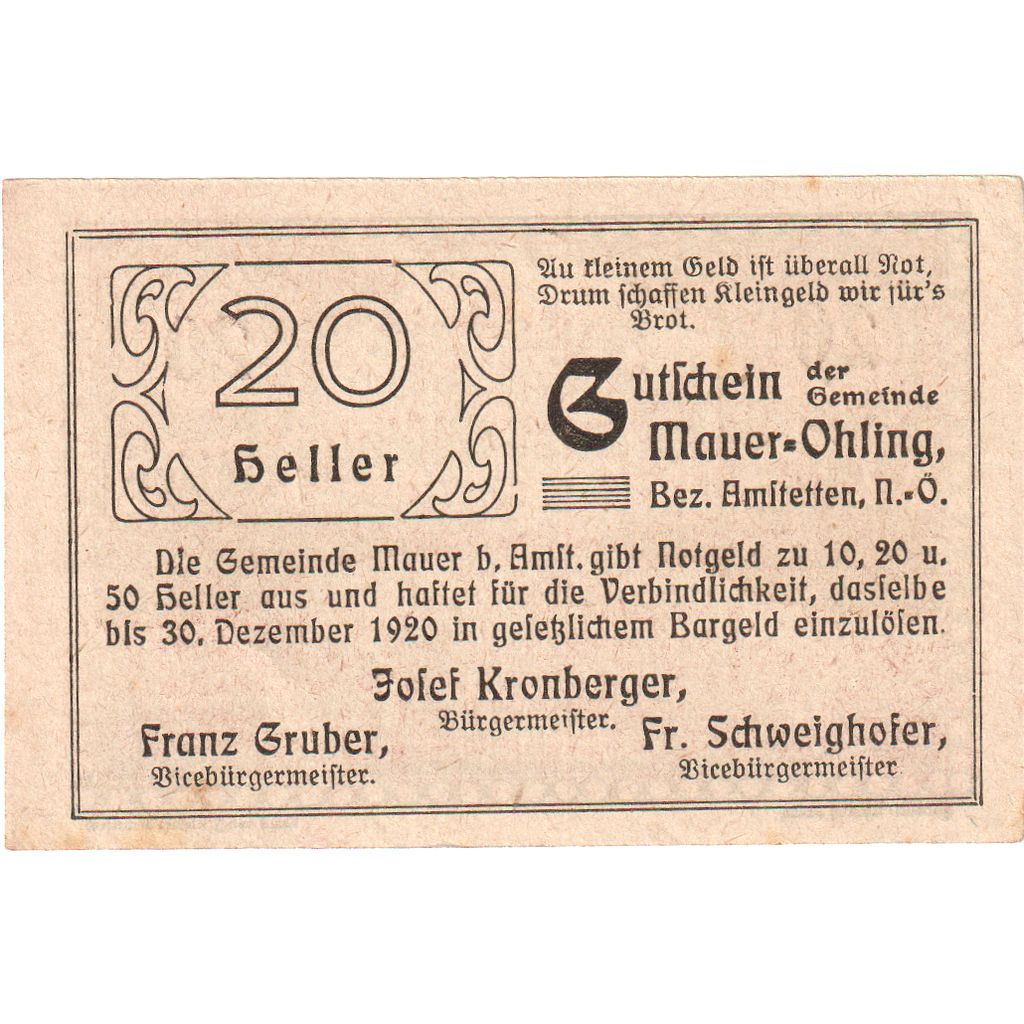 20
Heller
Au kleinem Geld ist überall Not,
Drum schaffen Kleingeld wir für's
Brot.
Gutschein der
Gemeinde
Mauer=Ohling,
Bez. Amstetten, N.=Ö.
Die Gemeinde Mauer b. Amst. gibt Notgeld zu 10, 20 u.
50 Heller aus und haftet für die Verbindlichkeit, dasselbe
bis 30. Dezember 1920 in gesetzlichem Bargeld einzulösen.
Josef Kronberger,
Bürgermeister.
Franz Gruber,
Vicebürgermeister.
Fr. Schweighofer,
Vicebürgermeister